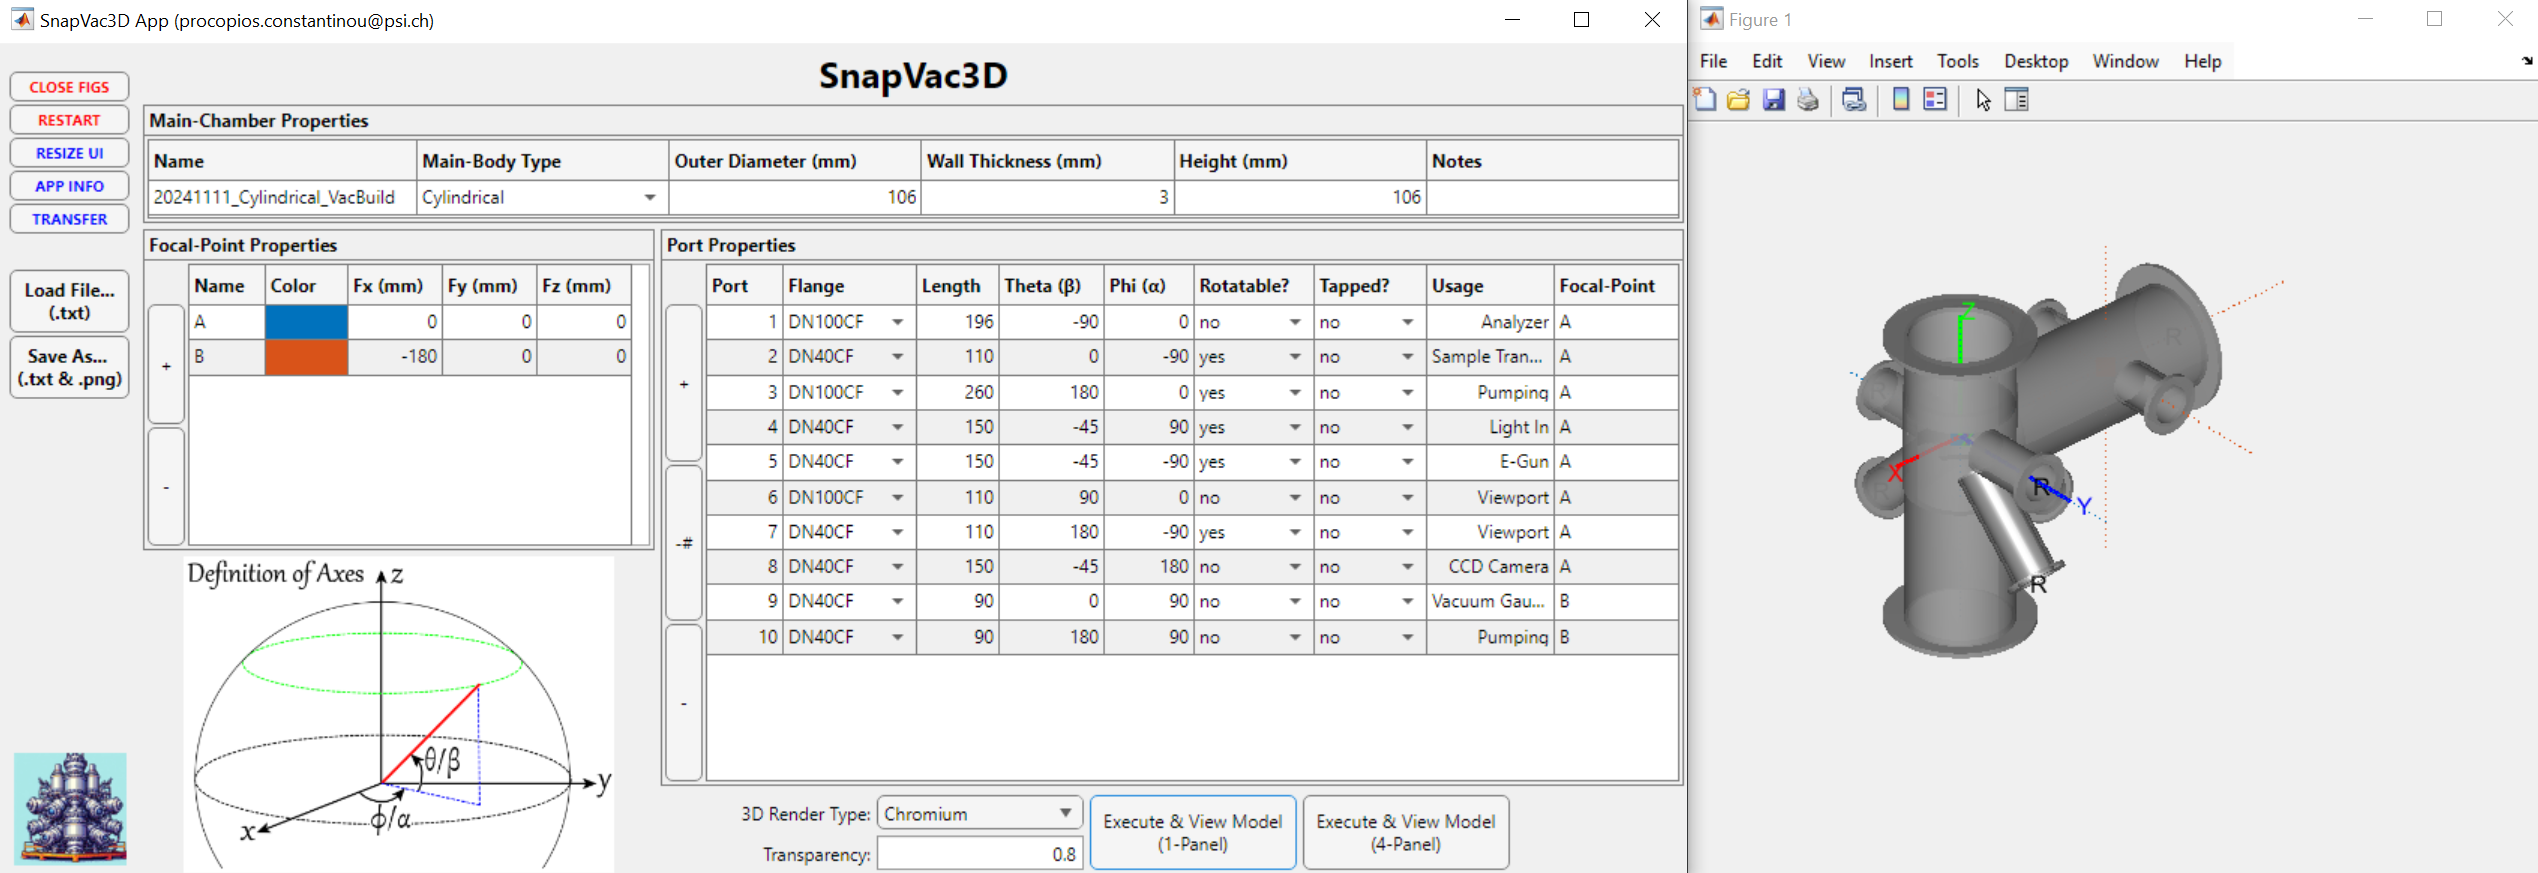 SnapVac3D App (procopios.constantinou@psi.ch)
SnapVac3D
CLOSE FIGS
RESTART
RESIZE UI
APP INFO
TRANSFER
Load File...
(.txt)
Save As...
(.txt & .png)
Main-Chamber Properties
Name Main-Body Type Outer Diameter (mm) Wall Thickness (mm) Height (mm) Notes
20241111_Cylindrical_VacBuild Cylindrical 106 3 106
Focal-Point Properties
Name Color Fx (mm) Fy (mm) Fz (mm)
A 0 0 0
B -180 0 0
+
-
Port Properties
Port Flange Length Theta (β) Phi (α) Rotatable? Tapped? Usage Focal-Point
1 DN100CF 196 -90 0 no no Analyzer A
2 DN40CF 110 0 -90 yes no Sample Tran... A
3 DN100CF 260 180 0 yes no Pumping A
4 DN40CF 150 -45 90 yes no Light In A
5 DN40CF 150 -45 -90 yes no E-Gun A
6 DN100CF 110 90 0 no no Viewport A
7 DN40CF 110 180 -90 yes no Viewport A
8 DN40CF 150 -45 180 no no CCD Camera A
9 DN40CF 90 0 90 no no Vacuum Gau... B
10 DN40CF 90 180 90 no no Pumping B
+
-#
-
Definition of Axes
z
θ/β
y
x
ϕ/α
3D Render Type: Chromium
Transparency: 0.8
Execute & View Model
(1-Panel)
Execute & View Model
(4-Panel)
Figure 1
File Edit View Insert Tools Desktop Window Help
Z
R
R
X
R
R
Y
R